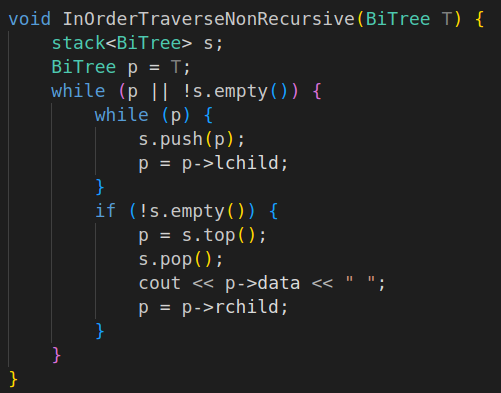 void InOrderTraverseNonRecursive(BiTree T) {
    stack<BiTree> s;
    BiTree p = T;
    while (p || !s.empty()) {
        while (p) {
            s.push(p);
            p = p->lchild;
        }
        if (!s.empty()) {
            p = s.top();
            s.pop();
            cout << p->data << " ";
            p = p->rchild;
        }
    }
}